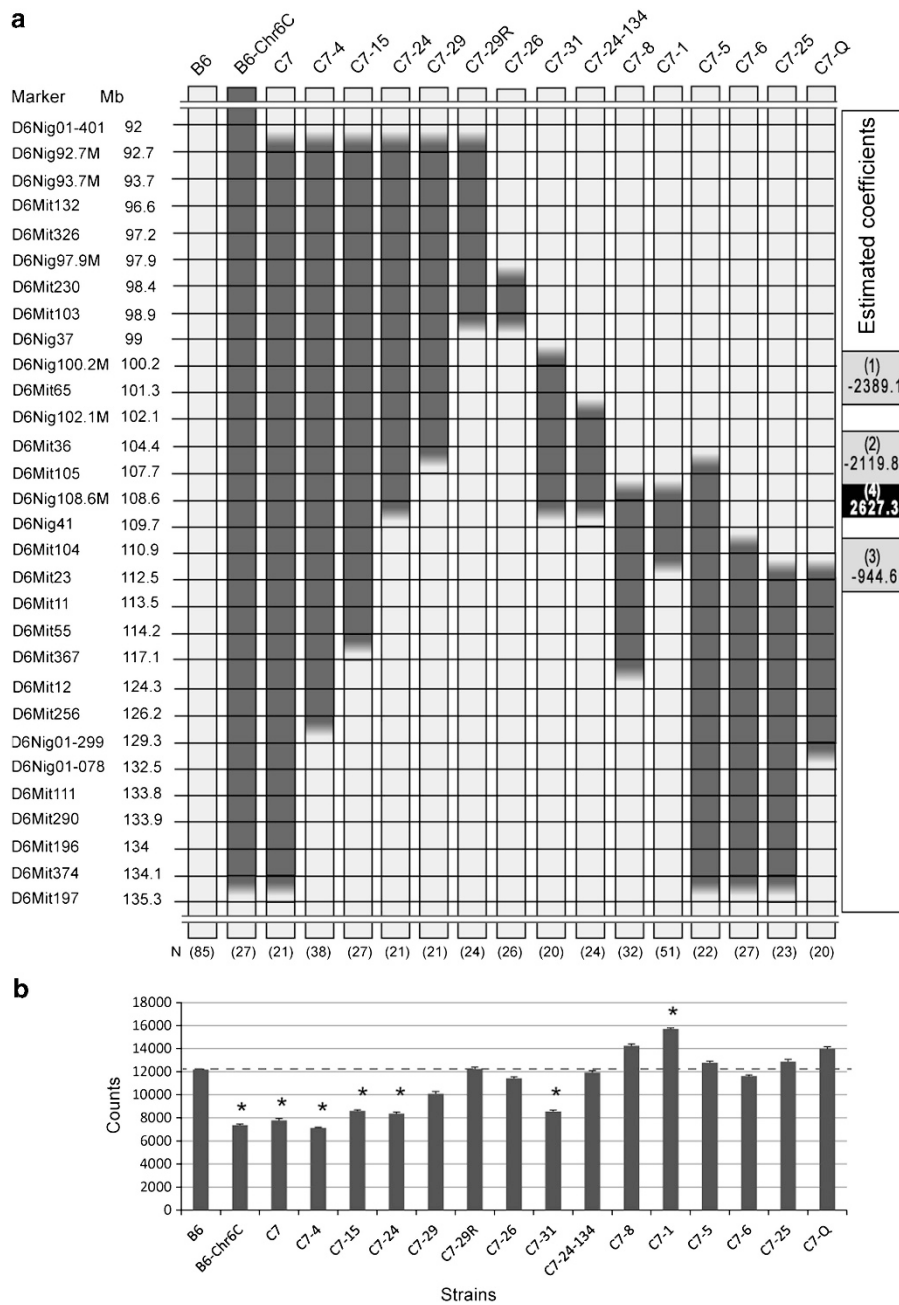 a
B6 B6-Chr6C C7 C7-4 C7-15 C7-24 C7-29 C7-29R C7-26 C7-31 C7-24-134 C7-8 C7-1 C7-5 C7-6 C7-25 C7-Q
Marker Mb
D6Nig01-401 92
D6Nig92.7M 92.7
D6Nig93.7M 93.7
D6Mit132 96.6
D6Mit326 97.2
D6Nig97.9M 97.9
D6Mit230 98.4
D6Mit103 98.9
D6Nig37 99
D6Nig100.2M 100.2
D6Mit65 101.3
D6Nig102.1M 102.1
D6Mit36 104.4
D6Mit105 107.7
D6Nig108.6M 108.6
D6Nig41 109.7
D6Mit104 110.9
D6Mit23 112.5
D6Mit11 113.5
D6Mit55 114.2
D6Mit367 117.1
D6Mit12 124.3
D6Mit256 126.2
D6Nig01-299 129.3
D6Nig01-078 132.5
D6Mit111 133.8
D6Mit290 133.9
D6Mit196 134
D6Mit374 134.1
D6Mit197 135.3
Estimated coefficients
(1)
-2389.1
(2)
-2119.8
(4)
2627.3
(3)
-944.6
N (85) (27) (21) (38) (27) (21) (21) (24) (26) (20) (24) (32) (51) (22) (27) (23) (20)
b
Counts
18000
16000
14000
12000
10000
8000
6000
4000
2000
0
* * * * * * *
B6 B6-Chr6C C7 C7-4 C7-15 C7-24 C7-29 C7-29R C7-26 C7-31 C7-24-134 C7-8 C7-1 C7-5 C7-6 C7-25 C7-Q
Strains